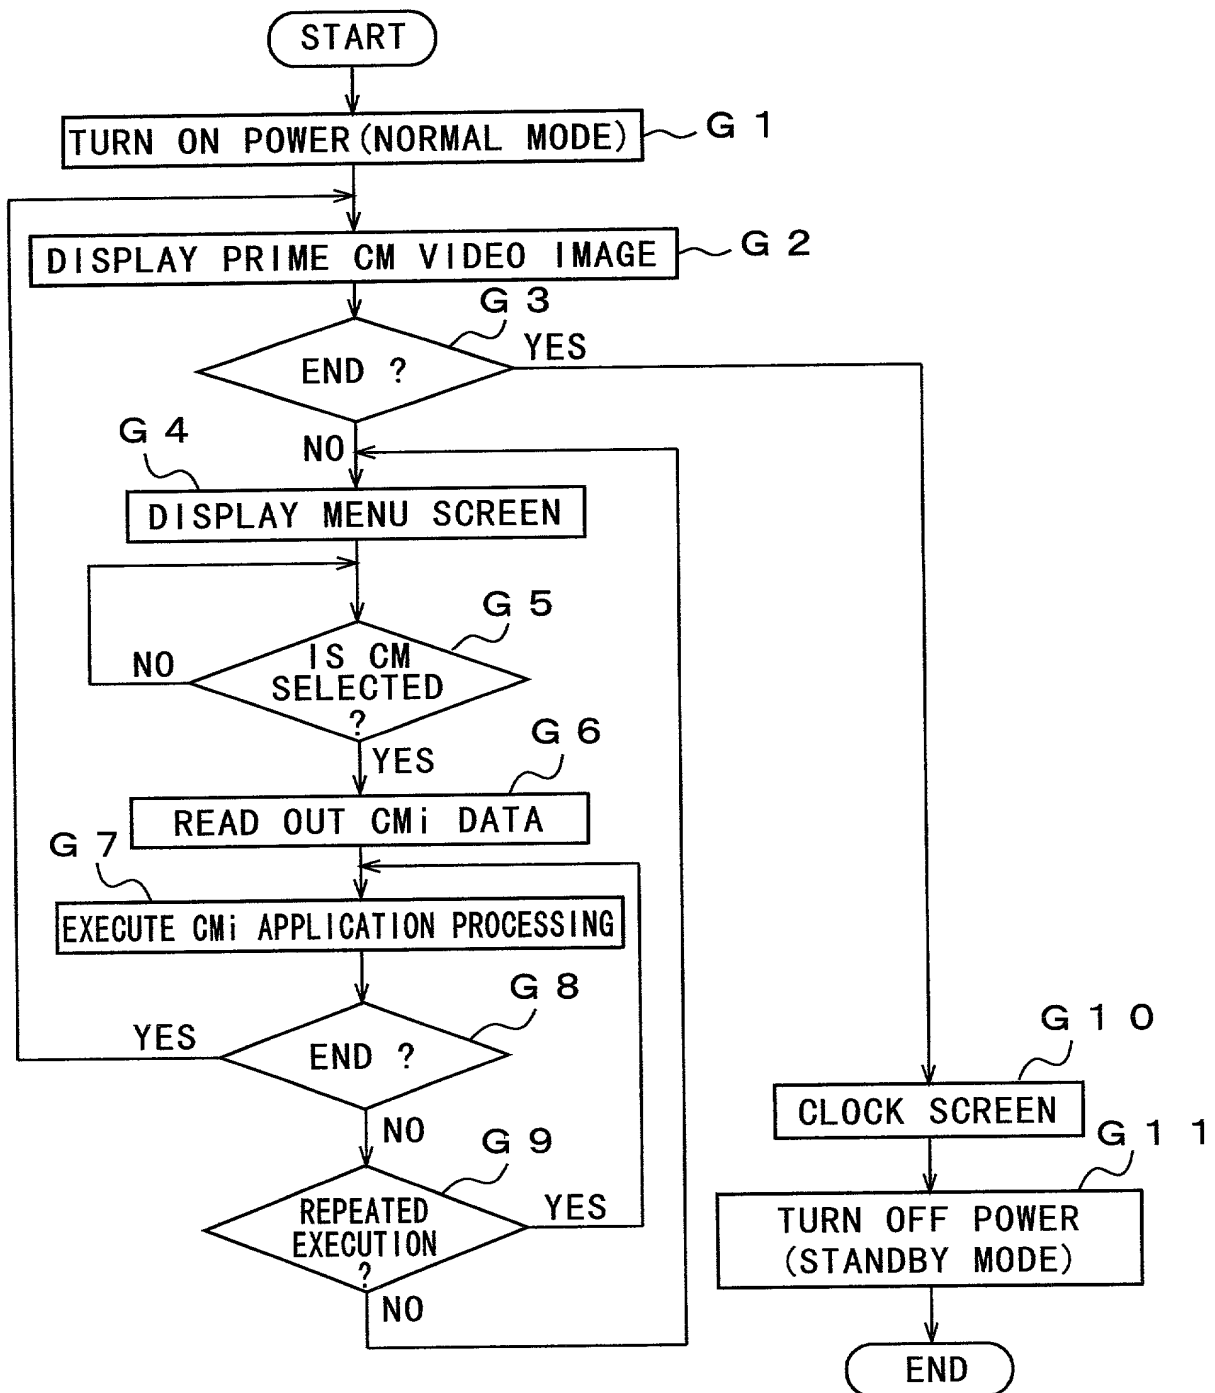 START
TURN ON POWER(NORMAL MODE)
G 1
DISPLAY PRIME CM VIDEO IMAGE
G 2
G 3
END ?
YES
G 4
NO
DISPLAY MENU SCREEN
G 5
IS CM
SELECTED
?
NO
YES
G 6
READ OUT CMi DATA
G 7
EXECUTE CMi APPLICATION PROCESSING
G 8
END ?
YES
NO
G 9
REPEATED
EXECUTION
?
YES
NO
G 1 0
CLOCK SCREEN
G 1 1
TURN OFF POWER
(STANDBY MODE)
END